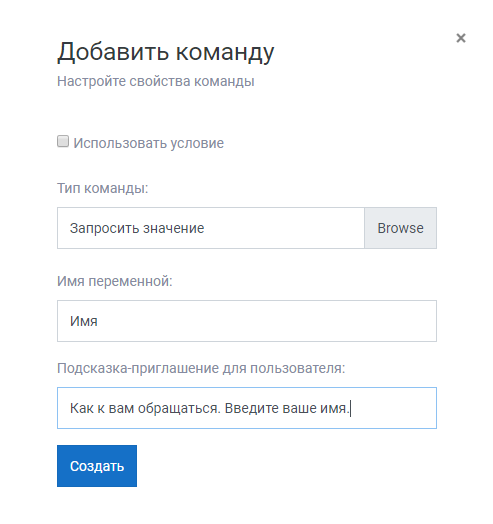 ×
Добавить команду
Настройте свойства команды
Использовать условие
Тип команды:
Запросить значение Browse
Имя переменной:
Имя
Подсказка-приглашение для пользователя:
Как к вам обращаться. Введите ваше имя.
Создать